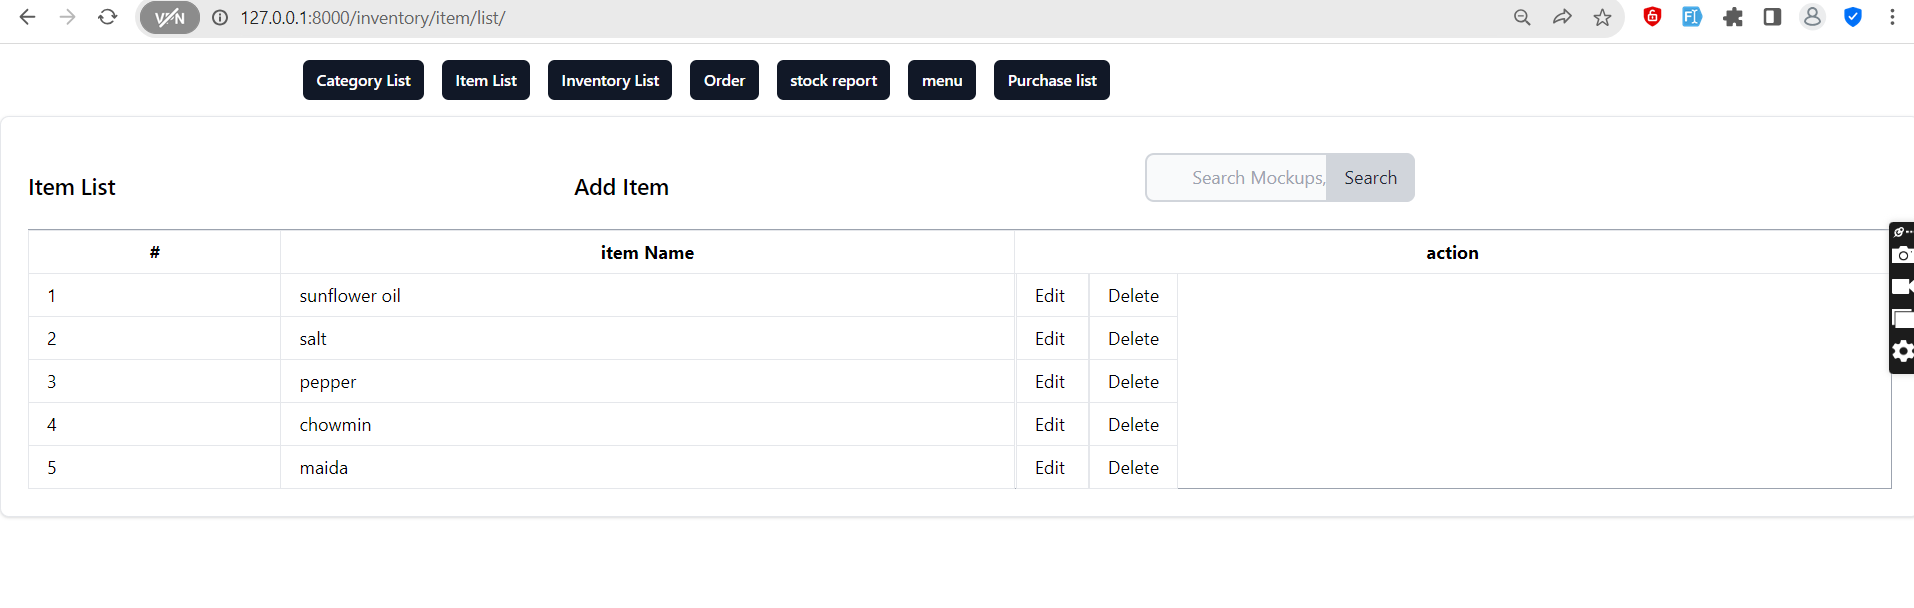 VPN 127.0.0.1:8000/inventory/item/list/
Category List Item List Inventory List Order stock report menu Purchase list
Search Mockups, Search
Item List Add Item
# item Name action
1 sunflower oil Edit Delete
2 salt Edit Delete
3 pepper Edit Delete
4 chowmin Edit Delete
5 maida Edit Delete